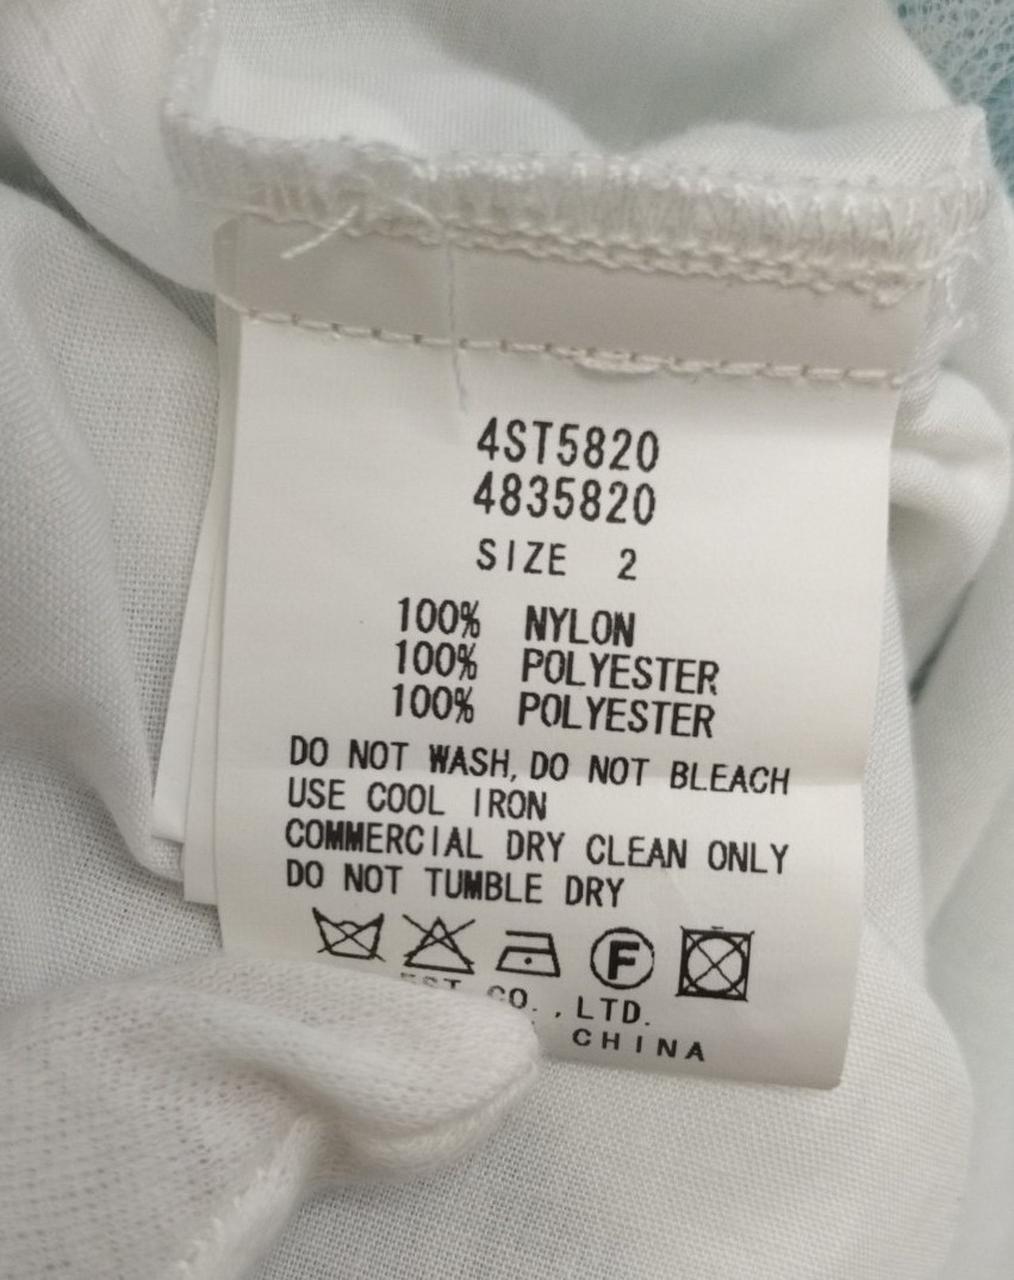 4ST5820
4835820
SIZE 2
100% NYLON
100% POLYESTER
100% POLYESTER
DO NOT WASH, DO NOT BLEACH
USE COOL IRON
COMMERCIAL DRY CLEAN ONLY
DO NOT TUMBLE DRY
F
CO., LTD.
CHINA